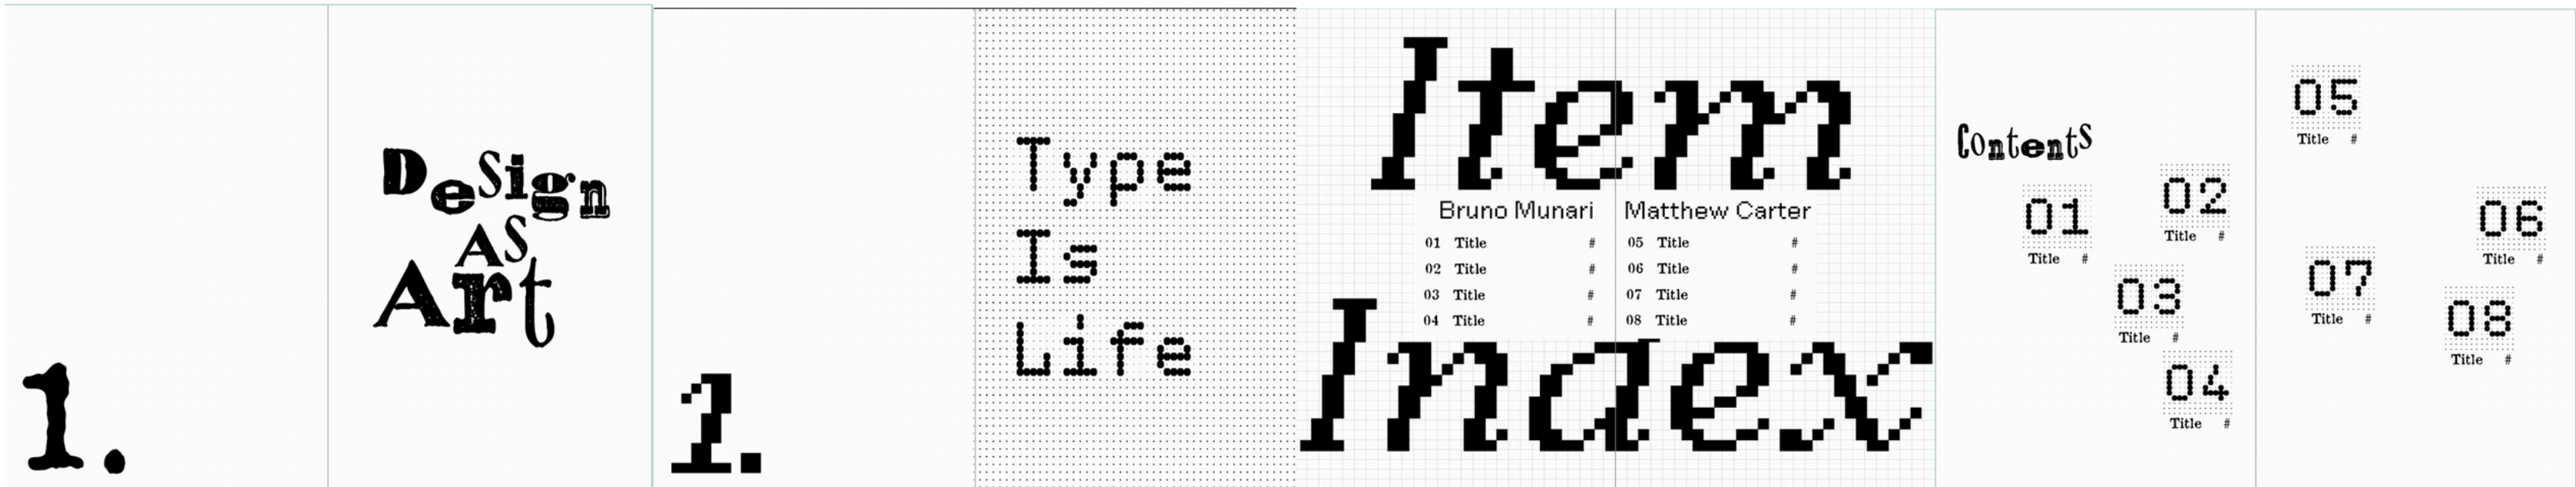 1.
DeSign
AS
Art
1.
Type
Is
Life
Item
Bruno Munari
01 Title #
02 Title #
03 Title #
04 Title #
Matthew Carter
05 Title #
06 Title #
07 Title #
08 Title #
Index
Contents
01
Title #
02
Title #
03
Title #
04
Title #
05
Title #
06
Title #
07
Title #
08
Title #